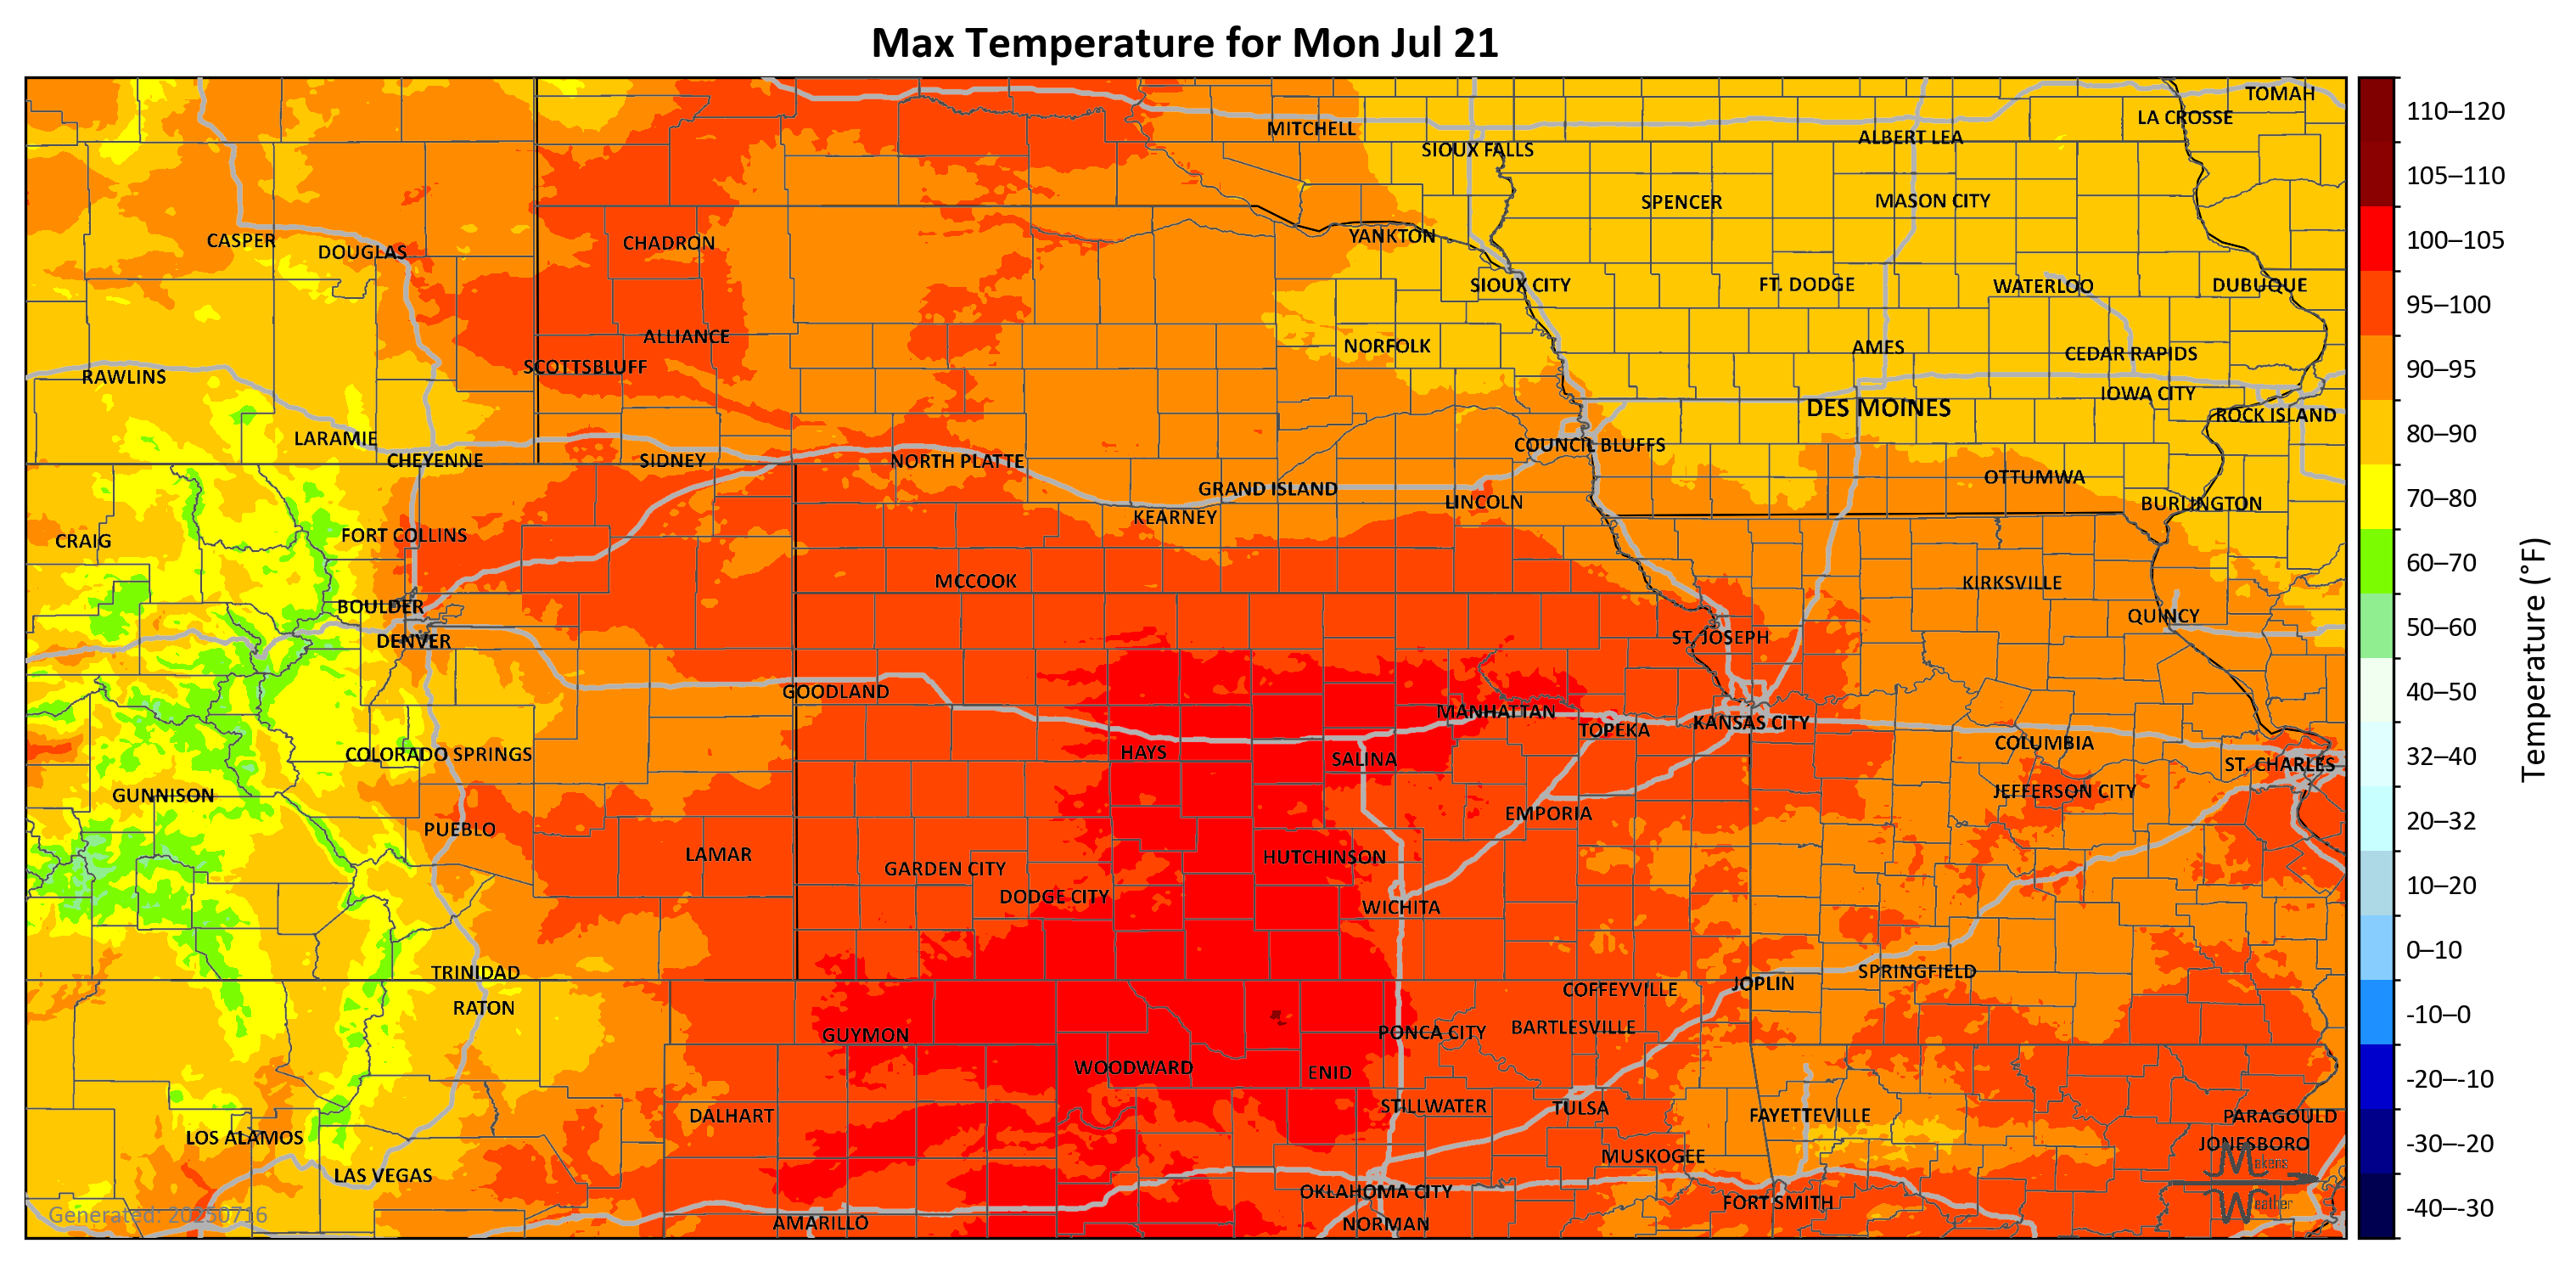 Max Temperature for Mon Jul 21
TOMAH
LA CROSSE
MITCHELL
ALBERT LEA
SIOUX FALLS
SPENCER
MASON CITY
CASPER
DOUGLAS
CHADRON
YANKTON
SIOUX CITY
FT. DODGE
WATERLOO
DUBUQUE
ALLIANCE
NORFOLK
AMES
CEDAR RAPIDS
SCOTTSBLUFF
RAWLINS
IOWA CITY
DES MOINES
ROCK ISLAND
LARAMIE
COUNCIL BLUFFS
CHEYENNE
SIDNEY
NORTH PLATTE
OTTUMWA
GRAND ISLAND
LINCOLN
BURLINGTON
KEARNEY
FORT COLLINS
CRAIG
MCCOOK
KIRKSVILLE
BOULDER
QUINCY
DENVER
ST. JOSEPH
GOODLAND
MANHATTAN
TOPEKA
KANSAS CITY
COLUMBIA
COLORADO SPRINGS
HAYS
SALINA
ST. CHARLES
GUNNISON
JEFFERSON CITY
EMPORIA
PUEBLO
LAMAR
HUTCHINSON
GARDEN CITY
DODGE CITY
WICHITA
TRINIDAD
SPRINGFIELD
JOPLIN
COFFEYVILLE
RATON
GUYMON
PONCA CITY
BARTLESVILLE
WOODWARD
ENID
STILLWATER
TULSA
DALHART
FAYETTEVILLE
PARAGOULD
LOS ALAMOS
JONESBORO
MUSKOGEE
LAS VEGAS
OKLAHOMA CITY
FORT SMITH
AMARILLO
NORMAN
Generated: 20250716
Makens
Weather
110–120
105–110
100–105
95–100
90–95
80–90
70–80
60–70
50–60
40–50
32–40
20–32
10–20
0–10
-10–0
-20–-10
-30–-20
-40–-30
Temperature (°F)